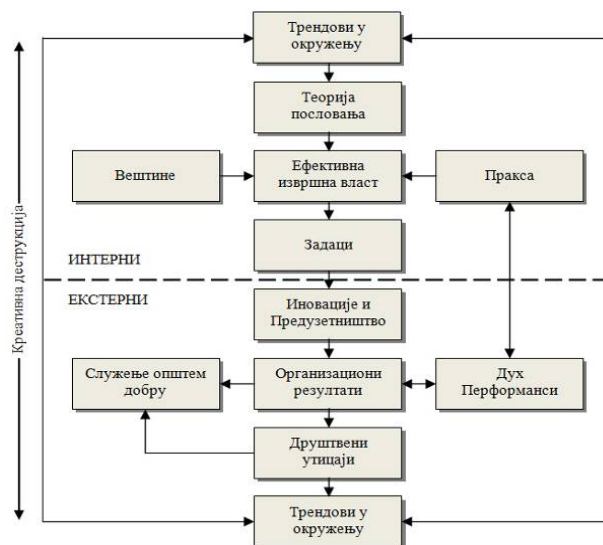 Трендови у
окружењу
Теорија
пословања
Вештине
Ефективна
извршна власт
Пракса
Задаци
ИНТЕРНИ
ЕКСТЕРНИ
Креативна деструкција
Иновације и
Предузетништво
Служење општем
добру
Организациони
резултати
Дух
Перформанси
Друштвени
утицаји
Трендови у
окружењу